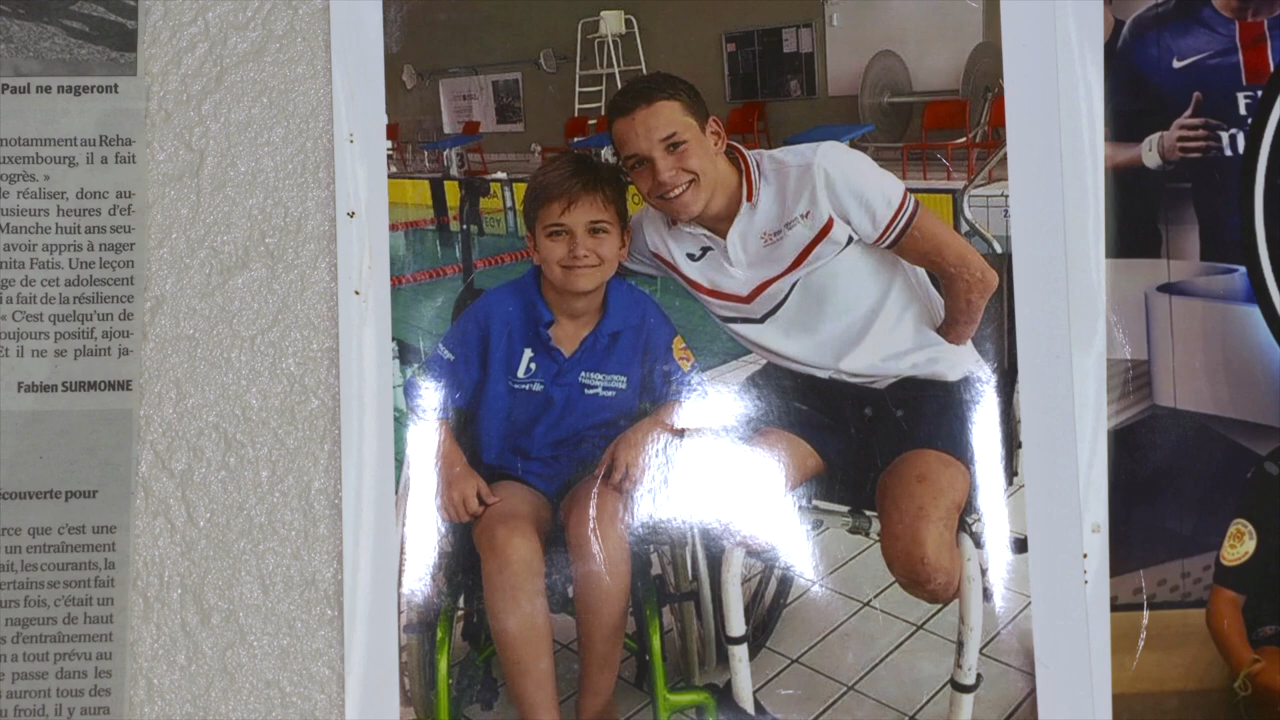 Paul ne nageront
notamment au Reha-
uxembourg, il a fait
ogrès. »
le réaliser, donc au-
usieurs heures d'ef-
Manche huit ans seu-
avoir appris à nager
nita Fatis. Une leçon
ge de cet adolescent
i a fait de la résilience
« C'est quelqu'un de
oujours positif, ajou-
Et il ne se plaint ja-
Fabien SURMONNE
écouverte pour
rce que c'est une
un entraînement
ait, les courants, la
ertains se sont fait
urs fois, c'était un
nageurs de haut
s d'entraînement
n a tout prévu au
e passe dans les
s auront tous des
u froid, il y aura
t
ASSOCIATION
THIONVILLOISE
SPORT